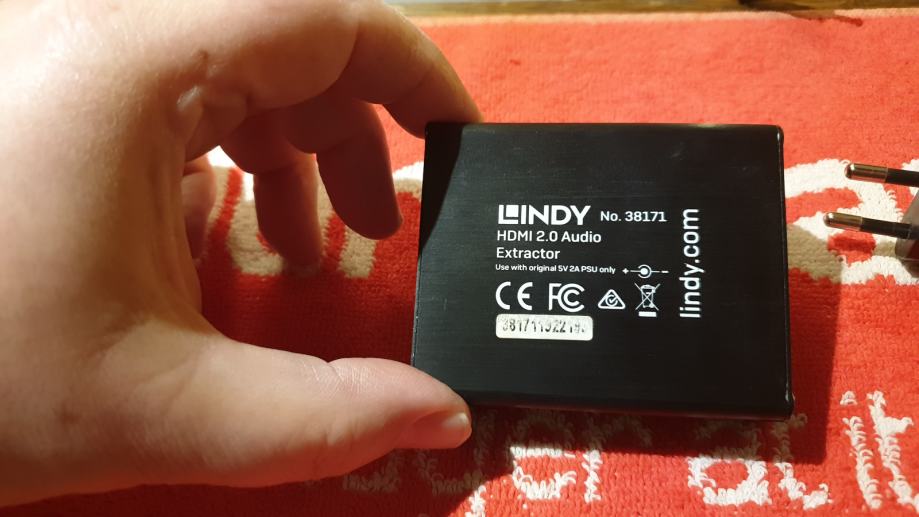 LINDY No. 38171
HDMI 2.0 Audio
Extractor
Use with original 5V 2A PSU only + -
CE FC
lindy.com